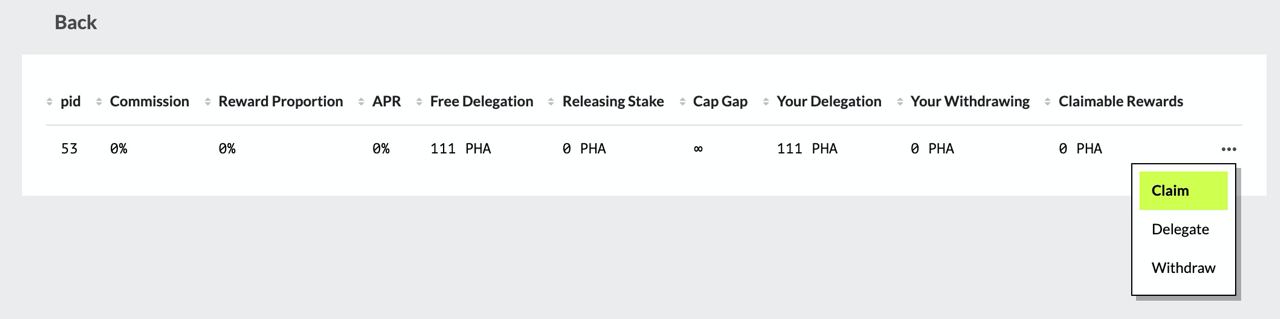 Back
pid Commission Reward Proportion APR Free Delegation Releasing Stake Cap Gap Your Delegation Your Withdrawing Claimable Rewards
53 0% 0% 0% 111 PHA 0 PHA ∞ 111 PHA 0 PHA 0 PHA •••
Claim
Delegate
Withdraw